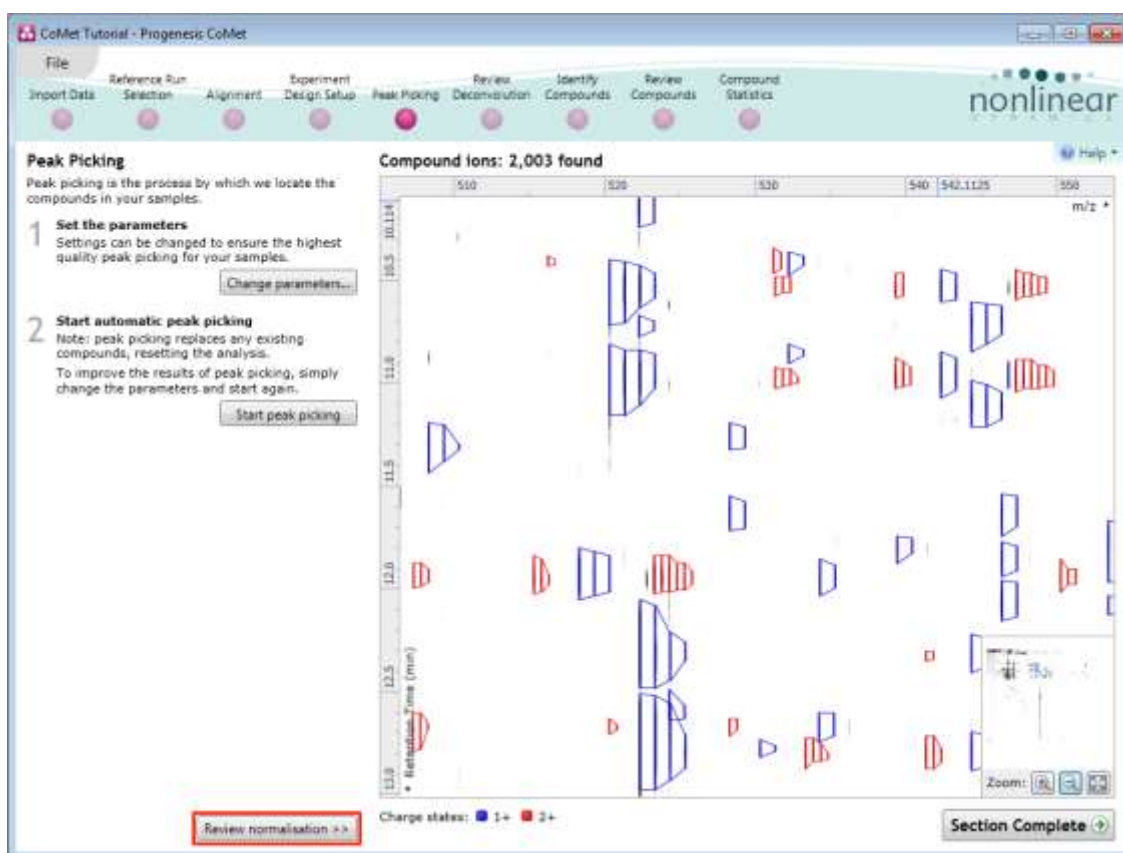 CoMet Tutorial - Progenesis CoMet
File
Import Data
Reference Run
Selection
Alignment
Experiment
Design Setup
Peak Picking
Review
Deconvolution
Identify
Compounds
Review
Compounds
Compound
Statistics
nonlinear
DYNAMICS
Help
Peak Picking
Peak picking is the process by which we locate the
compounds in your samples.
1 Set the parameters
Settings can be changed to ensure the highest
quality peak picking for your samples.
Change parameters...
2 Start automatic peak picking
Note: peak picking replaces any existing
compounds, resetting the analysis.
To improve the results of peak picking, simply
change the parameters and start again.
Start peak picking
Review normalisation >>
Compound ions: 2,003 found
510 520 530 540 542.1125 550
m/z
10.114
10.5
11.0
11.5
12.0
12.5
13.0
Retention Time (min)
Zoom:
Charge states: 1+ 2+
Section Complete